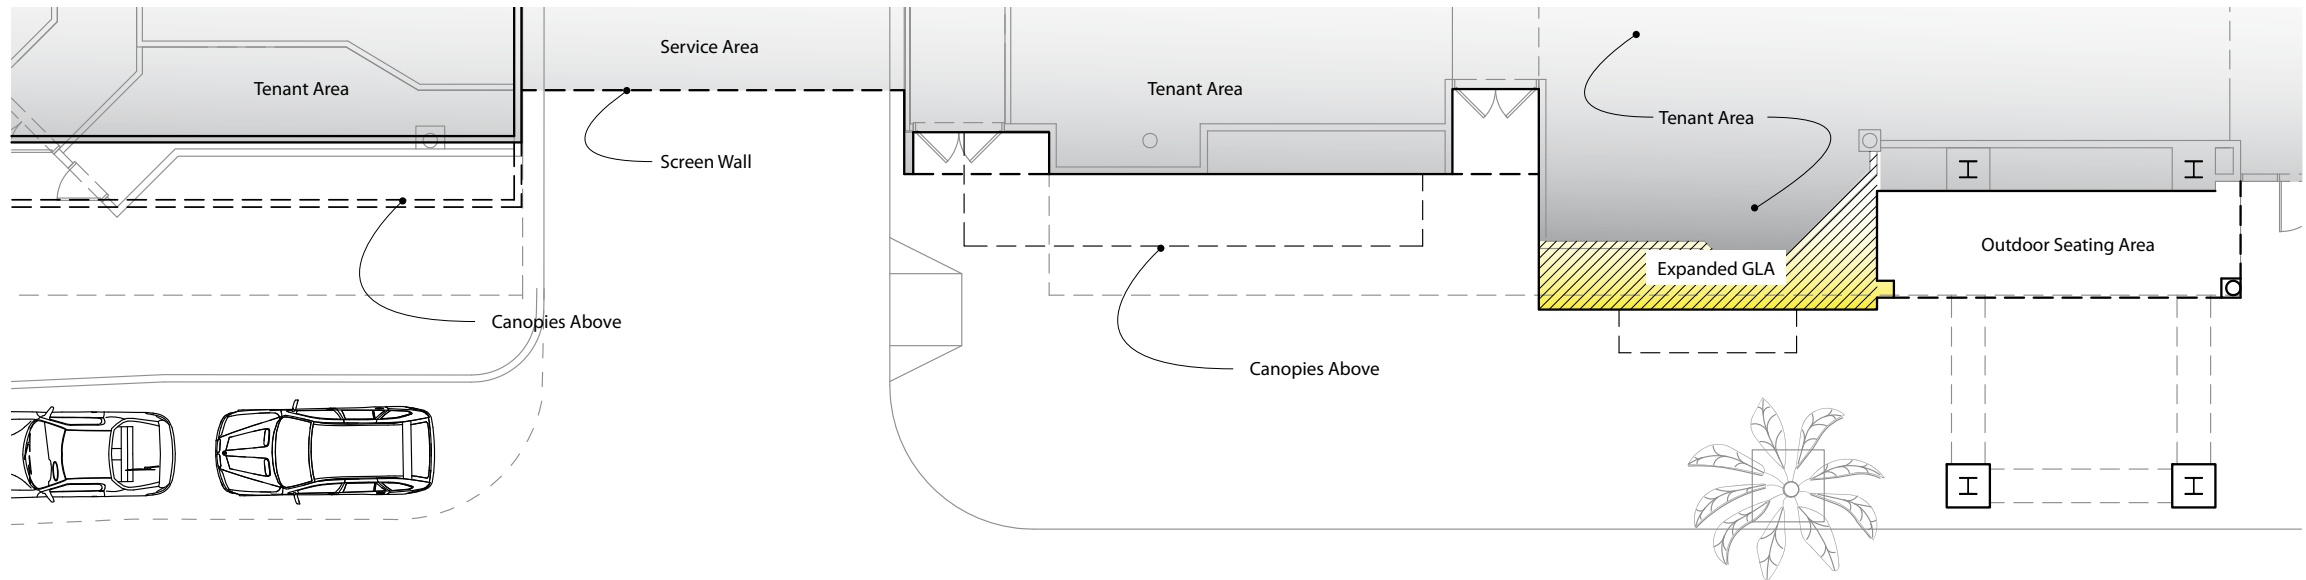 Service Area
Tenant Area
Tenant Area
Tenant Area
Screen Wall
Outdoor Seating Area
Expanded GLA
Canopies Above
Canopies Above